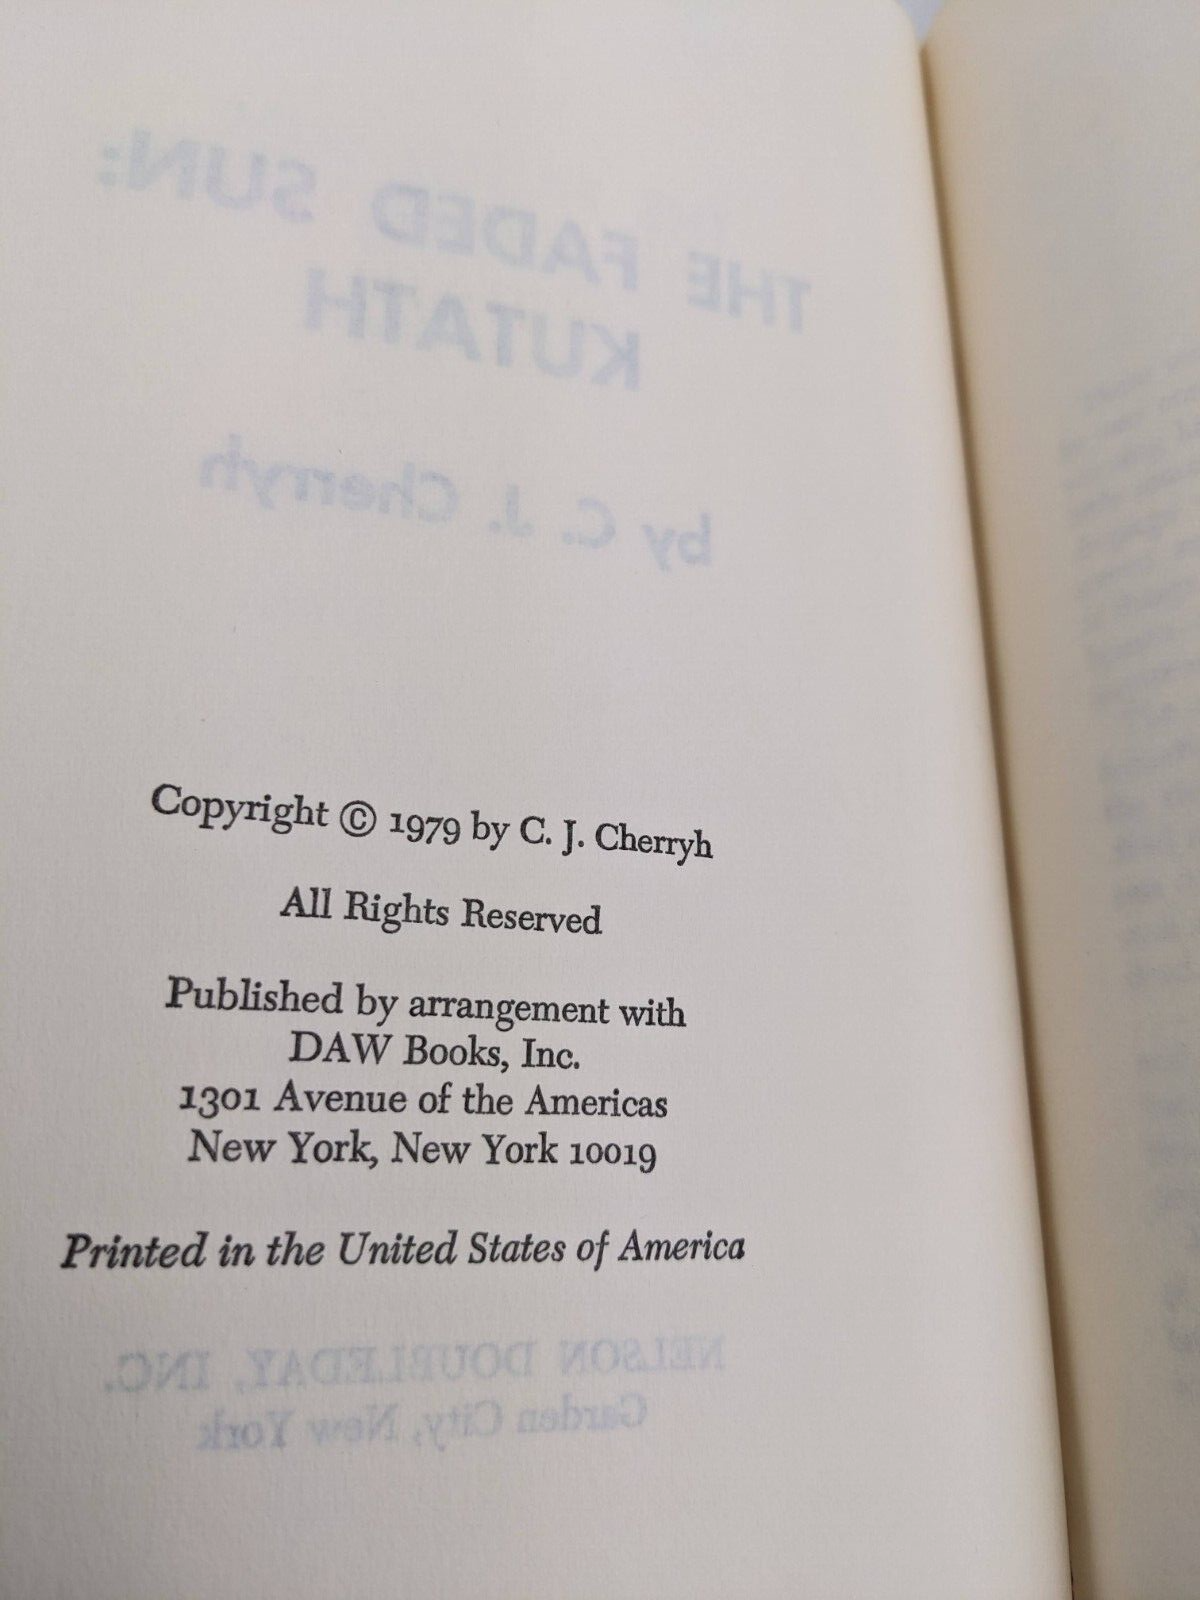 THE FADED SUN:
KUTATH
by C. J. Cherryh
Copyright © 1979 by C. J. Cherryh
All Rights Reserved
Published by arrangement with
DAW Books, Inc.
1301 Avenue of the Americas
New York, New York 10019
Printed in the United States of America
NELSON DOUBLEDAY, INC.
Garden City, New York